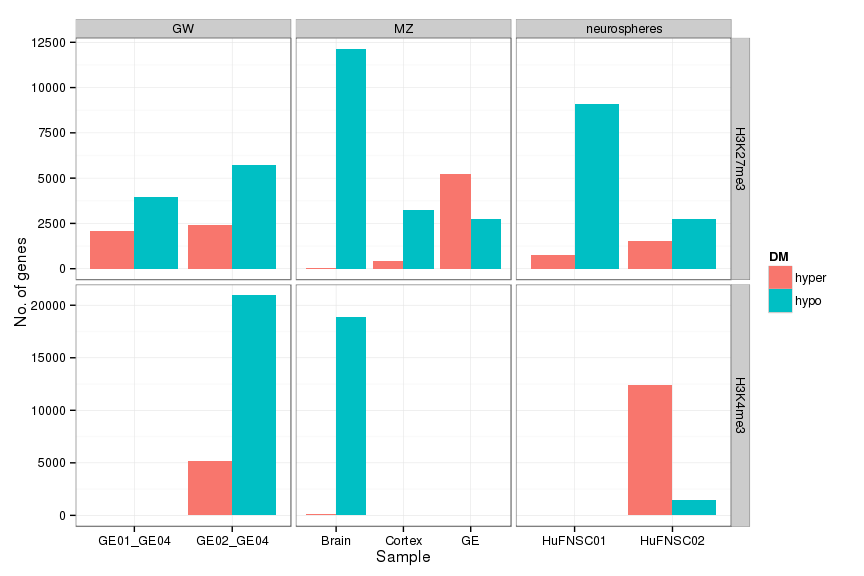 GW MZ neurospheres
12500
10000
7500
5000
2500
0
H3K27me3
20000
15000
10000
5000
0
H3K4me3
No. of genes
GE01_GE04 GE02_GE04 Brain Cortex GE HuFNSC01 HuFNSC02
Sample
DM
hyper
hypo